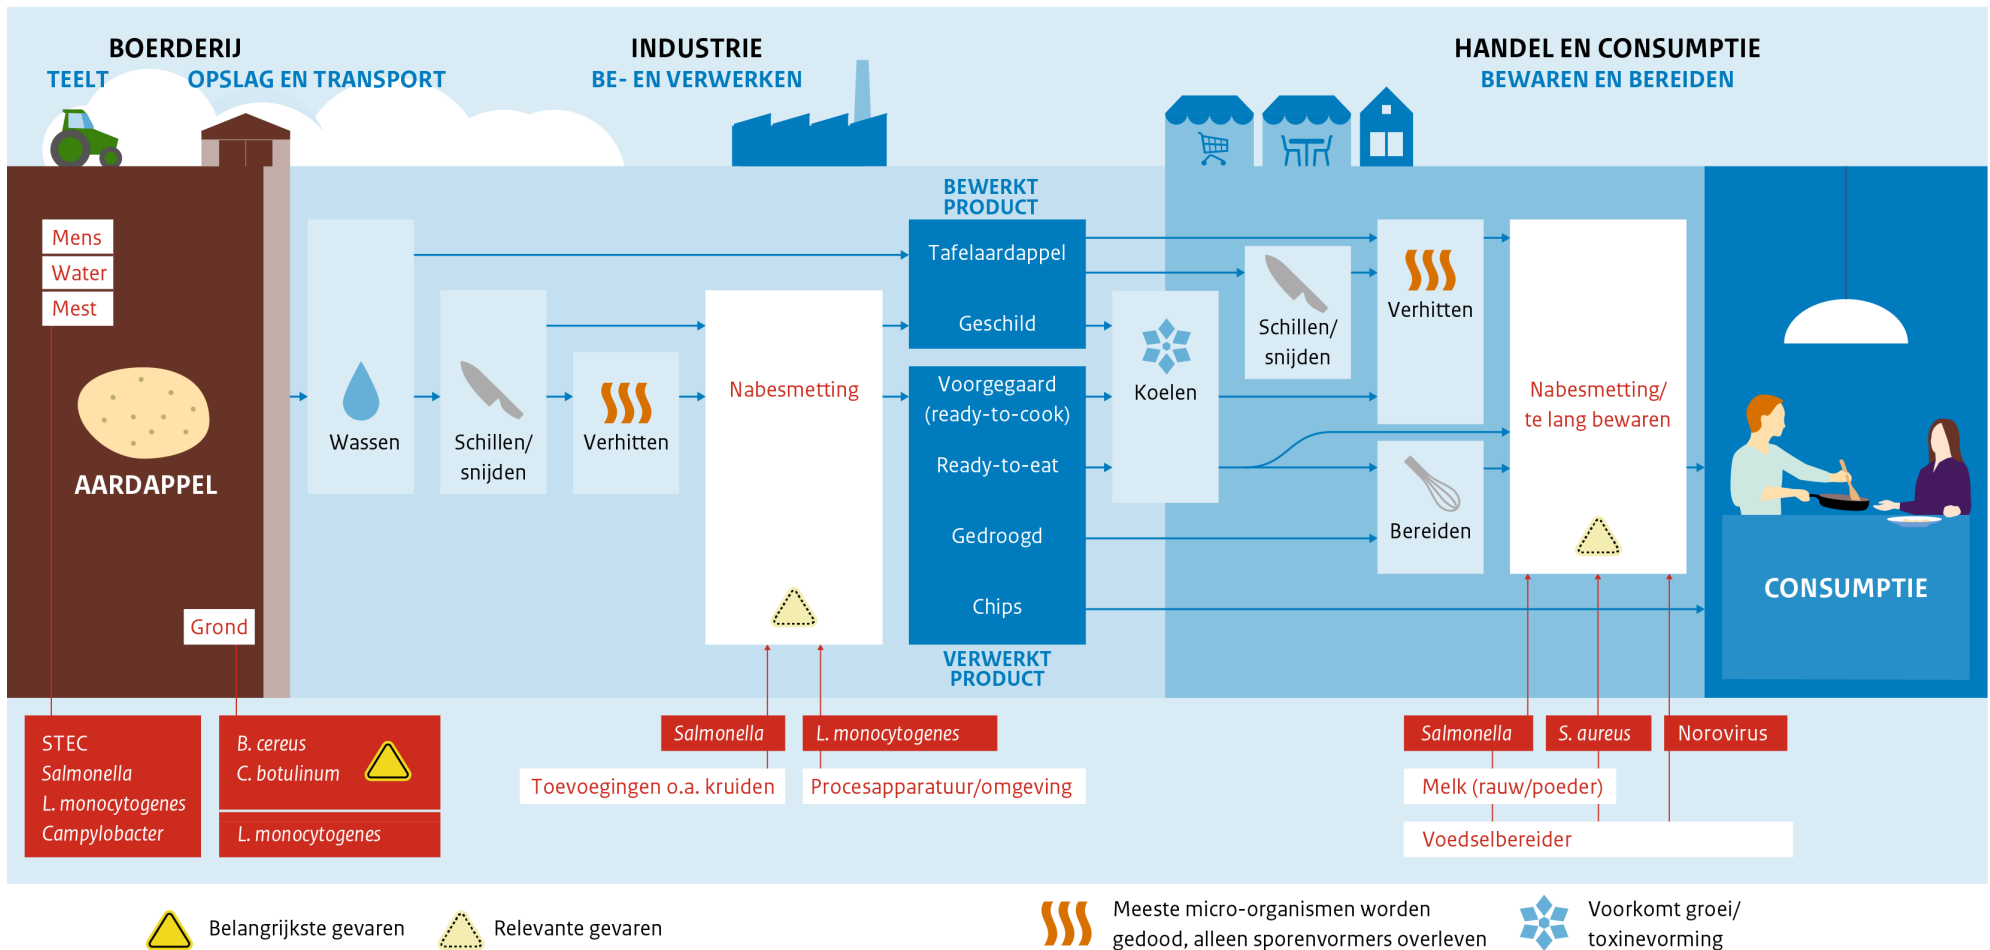 BOERDERIJ
TEELT
OPSLAG EN TRANSPORT
INDUSTRIE
BE- EN VERWERKEN
HANDEL EN CONSUMPTIE
BEWAREN EN BEREIDEN
Mens
Water
Mest
AARDAPPEL
Grond
Wassen
Schillen/
snijden
Verhitten
Nabesmetting
BEWERKT
PRODUCT
Tafelaardappel
Geschild
Voorgegaard
(ready-to-cook)
Ready-to-eat
Gedroogd
Chips
VERWERKT
PRODUCT
Koelen
Schillen/
snijden
Verhitten
Bereiden
Nabesmetting/
te lang bewaren
CONSUMPTIE
STEC
Salmonella
L. monocytogenes
Campylobacter
B. cereus
C. botulinum
L. monocytogenes
Salmonella
L. monocytogenes
Toevoegingen o.a. kruiden
Procesapparatuur/omgeving
Salmonella
S. aureus
Norovirus
Melk (rauw/poeder)
Voedselbereider
Belangrijkste gevaren
Relevante gevaren
Meeste micro-organismen worden
gedood, alleen sporenvormers overleven
Voorkomt groei/
toxinevorming